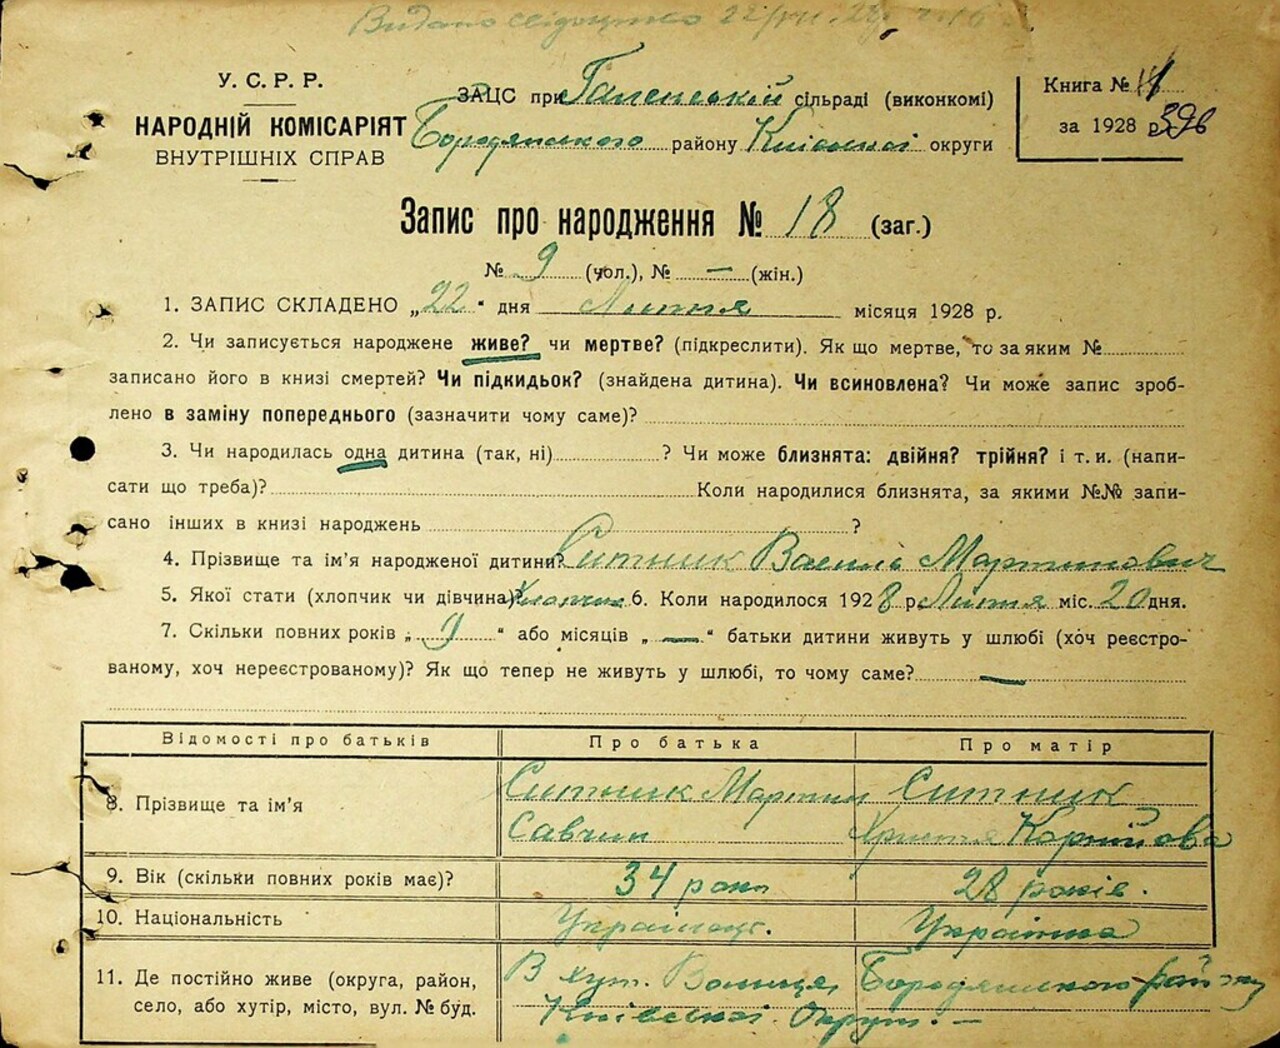 Видано свідоцтво 22/VII. 28 р. №16
У. С. Р. Р.
НАРОДНІЙ КОМІСАРІЯТ
ВНУТРІШНІХ СПРАВ
ЗАЦС при сільраді (виконкомі)
Бородянського району Київської округи
Книга №
за 1928 р. 396
Запис про народження № 18 (заг.)
№ 9 (чол.), № — (жін.)
1. ЗАПИС СКЛАДЕНО „22" дня Липня місяця 1928 р.
2. Чи записується народжене живе? чи мертве? (підкреслити). Як що мертве, то за яким №
записано його в книзі смертей? Чи підкидьок? (знайдена дитина). Чи всиновлена? Чи може запис зроб-
лено в заміну попереднього (зазначити чому саме)?
3. Чи народилась одна дитина (так, ні) ? Чи може близнята: двійня? трійня? і т. и. (напи-
сати що треба)? Коли народилися близнята, за якими №№ запи-
сано інших в книзі народжень ?
4. Прізвище та ім'я народженої дитини? Ситник Василь Мартинович
5. Якої стати (хлопчик чи дівчина)? Хлопчик 6. Коли народилося 1928 р. Липня міс. 20 дня.
7. Скільки повних років „9" або місяців „—" батьки дитини живуть у шлюбі (хоч реєстро-
ваному, хоч нереєстрованому)? Як що тепер не живуть у шлюбі, то чому саме? —
Відомості про батьків Про батька Про матір
8. Прізвище та ім'я Ситник Мартин Савчин Ситник Христя Корнійова
9. Вік (скільки повних років має)? 34 роки 28 років.
10. Національність Українець. Українка
11. Де постійно живе (округа, район, В хут. Бородянського району
село, або хутір, місто, вул. № буд. Київської Округи. —